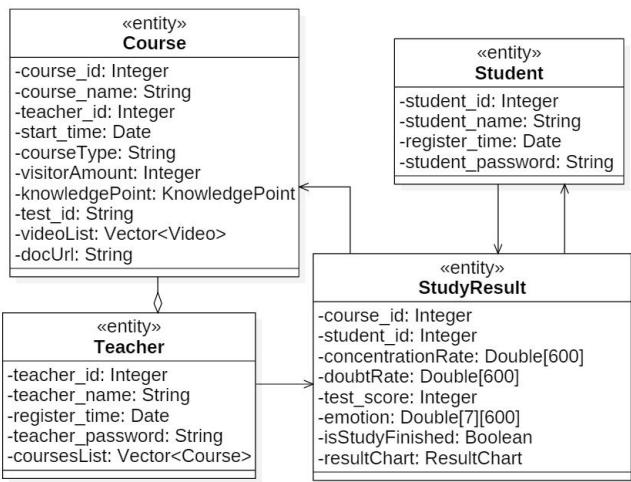 «entity»
Course
-course_id: Integer
-course_name: String
-teacher_id: Integer
-start_time: Date
-courseType: String
-visitorAmount: Integer
-knowledgePoint: KnowledgePoint
-test_id: String
-videoList: Vector<Video>
-docUrl: String
«entity»
Student
-student_id: Integer
-student_name: String
-register_time: Date
-student_password: String
«entity»
Teacher
-teacher_id: Integer
-teacher_name: String
-register_time: Date
-teacher_password: String
-coursesList: Vector<Course>
«entity»
StudyResult
-course_id: Integer
-student_id: Integer
-concentrationRate: Double[600]
-doubtRate: Double[600]
-test_score: Integer
-emotion: Double[7][600]
-isStudyFinished: Boolean
-resultChart: ResultChart